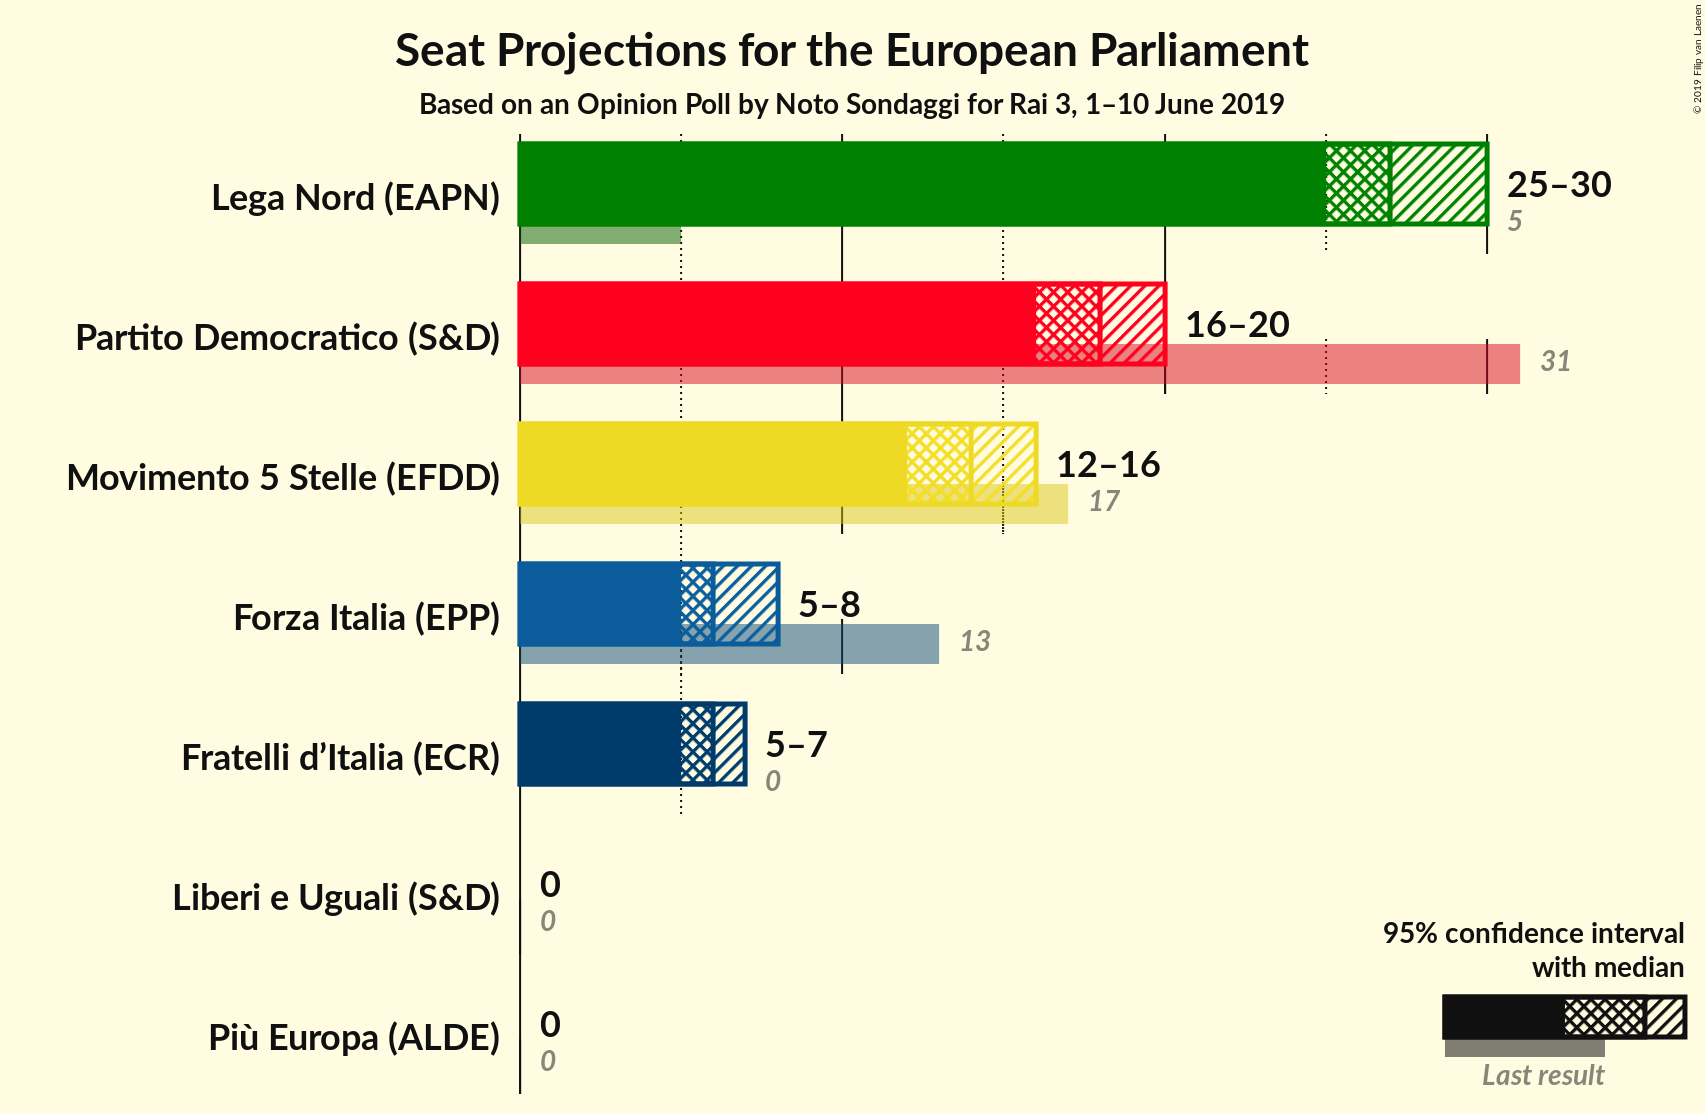 Seat Projections for the European Parliament
Based on an Opinion Poll by Noto Sondaggi for Rai 3, 1–10 June 2019
© 2019 Filip van Laenen
Lega Nord (EAPN)
25–30
5
Partito Democratico (S&D)
16–20
31
Movimento 5 Stelle (EFDD)
12–16
17
Forza Italia (EPP)
5–8
13
Fratelli d’Italia (ECR)
5–7
0
Liberi e Uguali (S&D)
0
0
Più Europa (ALDE)
0
0
95% confidence interval
with median
Last result